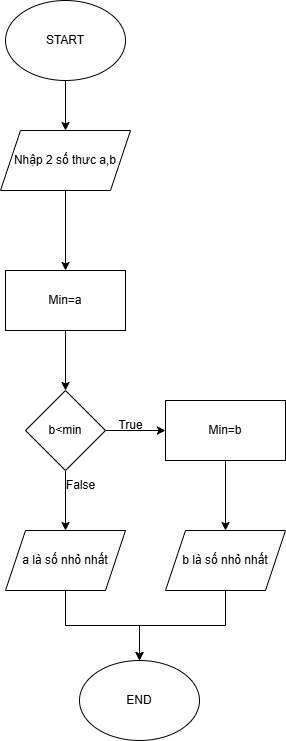 START
Nhập 2 số thưc a,b
Min=a
b<min
True
Min=b
False
a là số nhỏ nhất
b là số nhỏ nhất
END